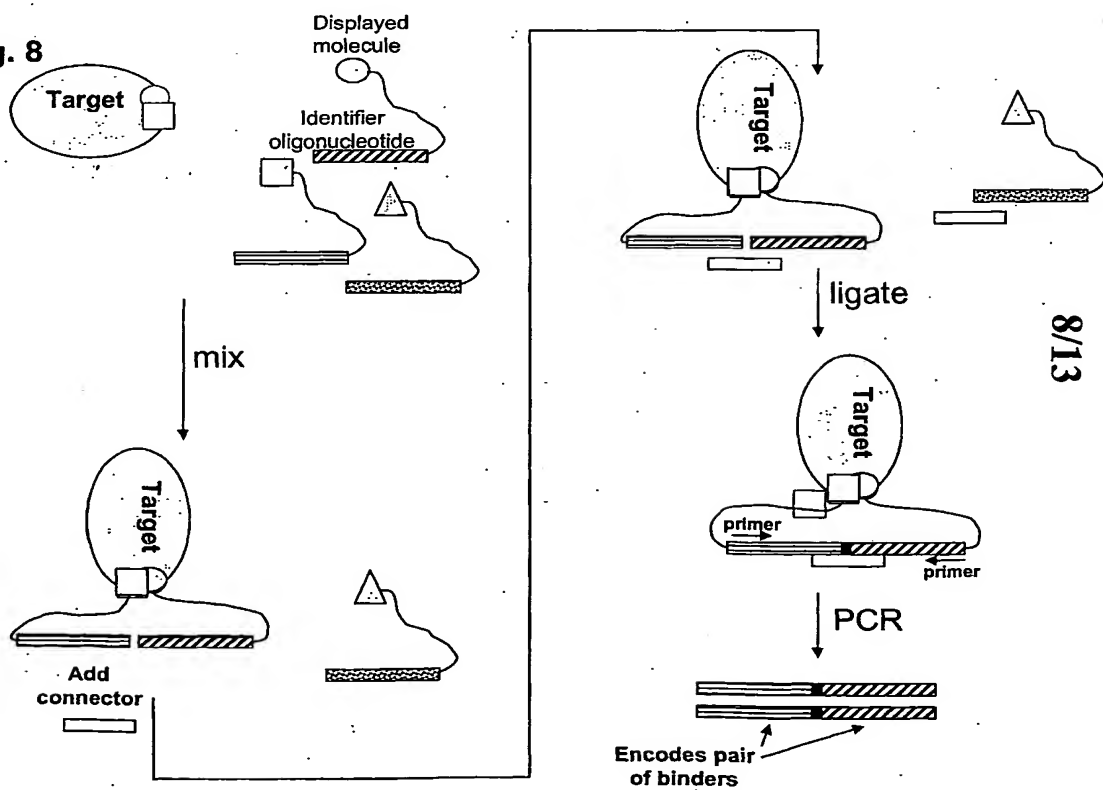 g. 8
Target
Displayed
molecule
Identifier
oligonucleotide
mix
Target
Add
connector
Target
ligate
Target
primer
primer
PCR
Encodes pair
of binders
8/13